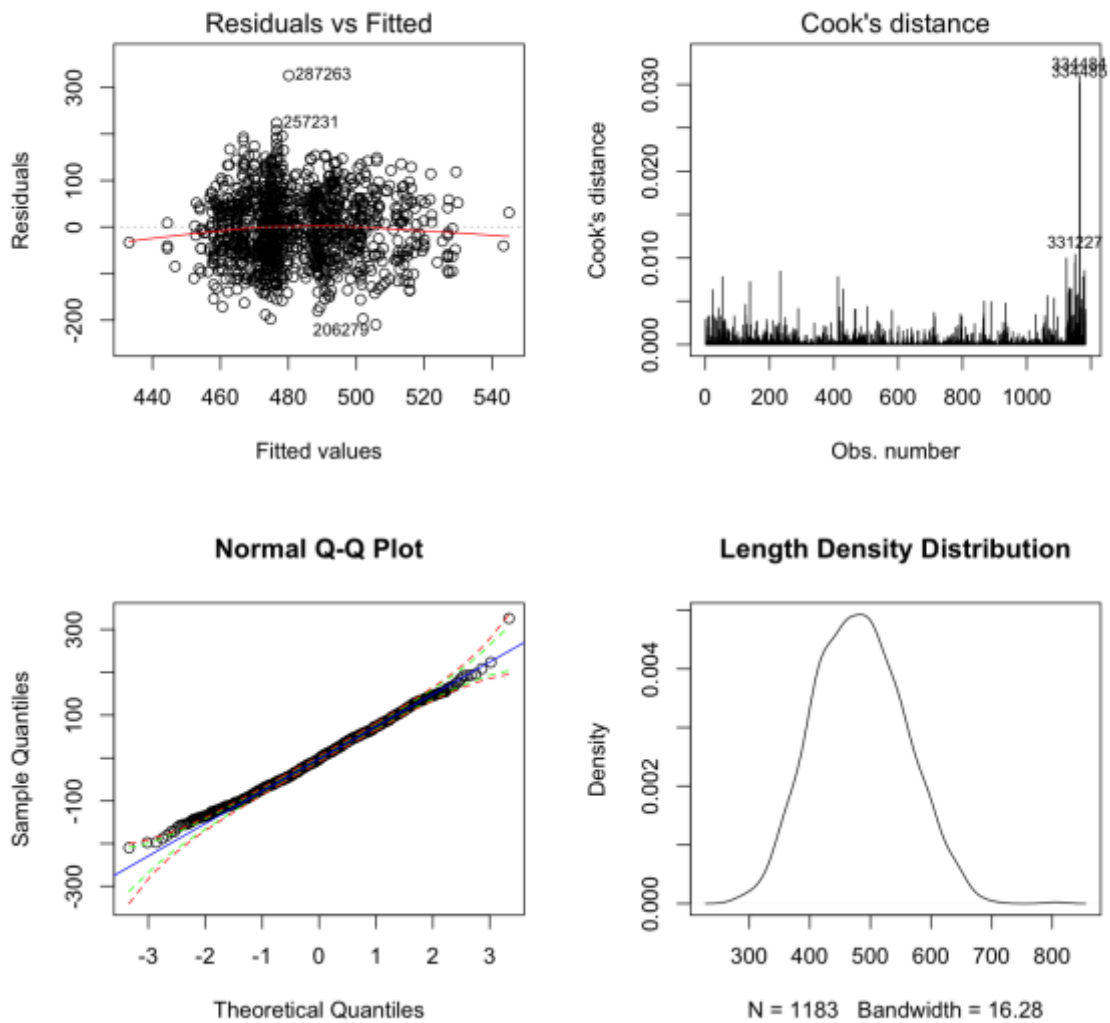 Residuals vs Fitted
Residuals
300
100
0
-200
287263
257231
206279
440 460 480 500 520 540
Fitted values
Cook's distance
Cook's distance
0.030
0.020
0.010
0.000
334484
334485
331227
0 200 400 600 800 1000
Obs. number
Normal Q-Q Plot
Sample Quantiles
300
100
-100
-300
-3 -2 -1 0 1 2 3
Theoretical Quantiles
Length Density Distribution
Density
0.004
0.002
0.000
300 400 500 600 700 800
N = 1183 Bandwidth = 16.28